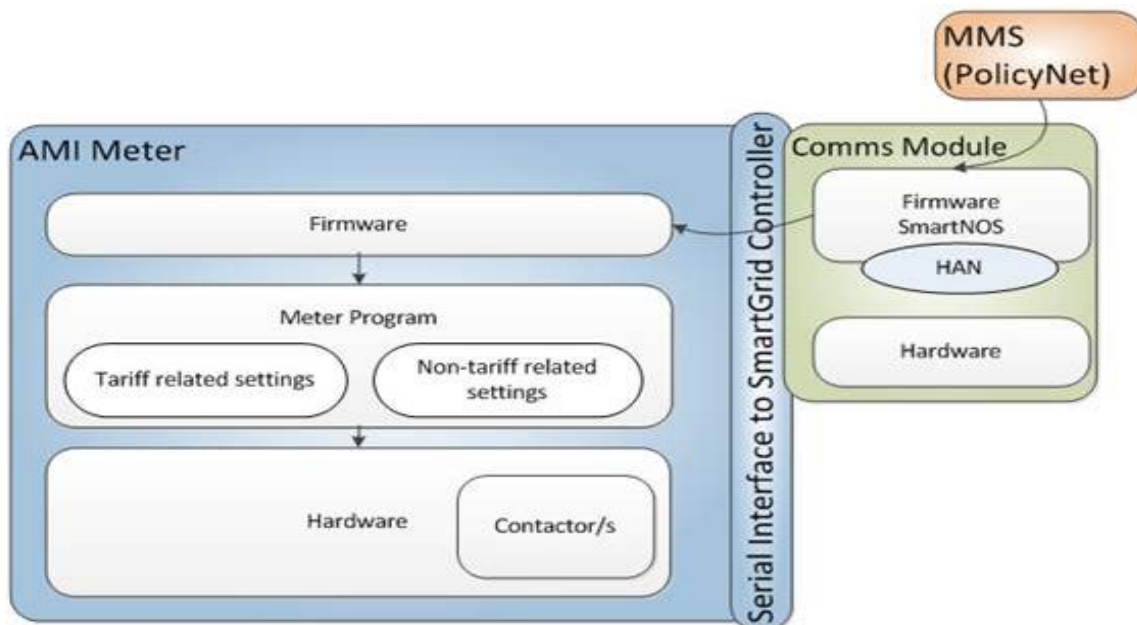 MMS
(PolicyNet)
AMI Meter
Serial Interface to SmartGrid Controller
Comms Module
Firmware
Firmware
SmartNOS
HAN
Meter Program
Tariff related settings
Non-tariff related
settings
Hardware
Hardware
Contactor/s